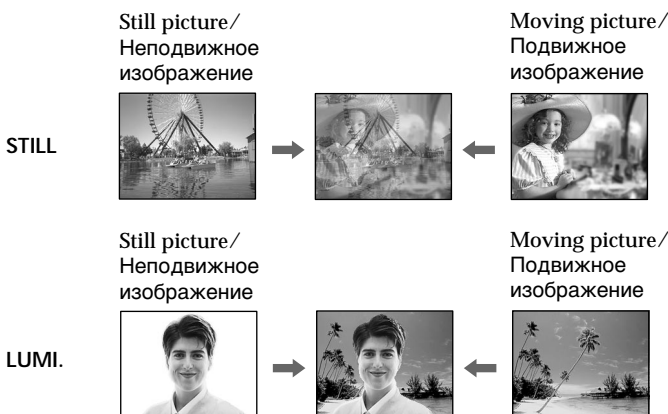 Still picture/
Неподвижное
изображение
Moving picture/
Подвижное
изображение
STILL
Still picture/
Неподвижное
изображение
Moving picture/
Подвижное
изображение
LUMI.